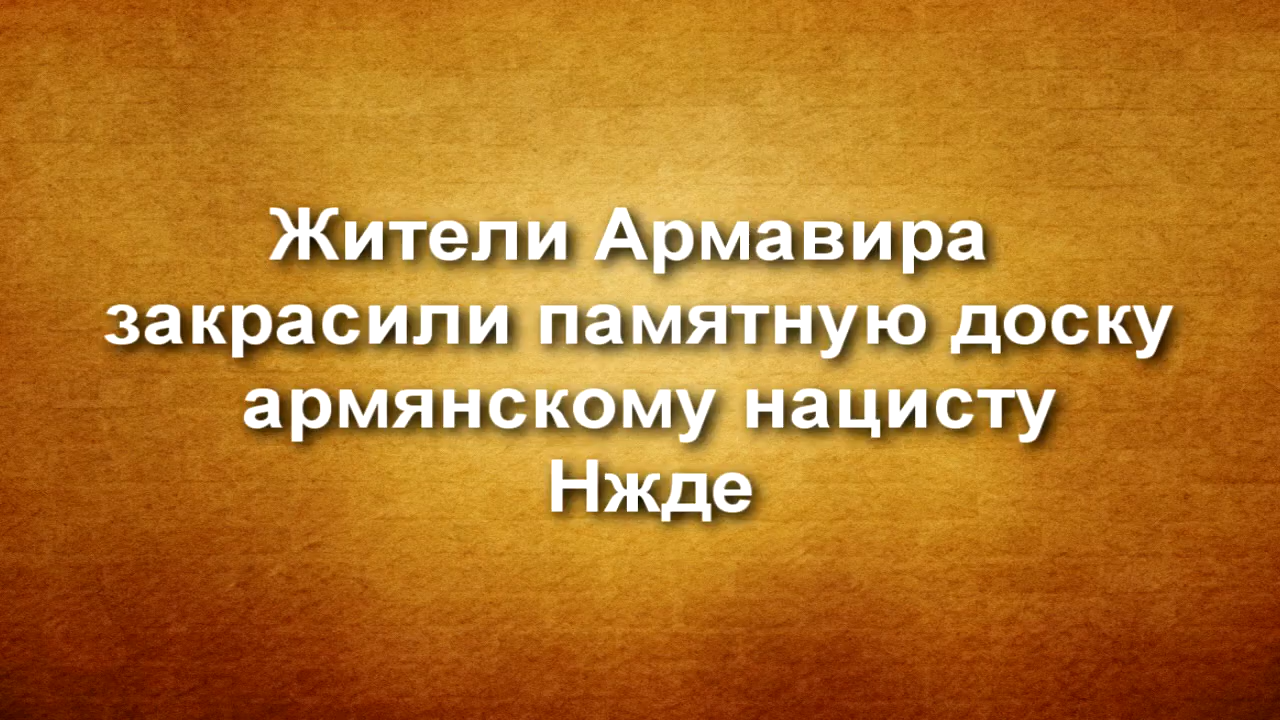 Жители Армавира
закрасили памятную доску
армянскому нацисту
Нжде